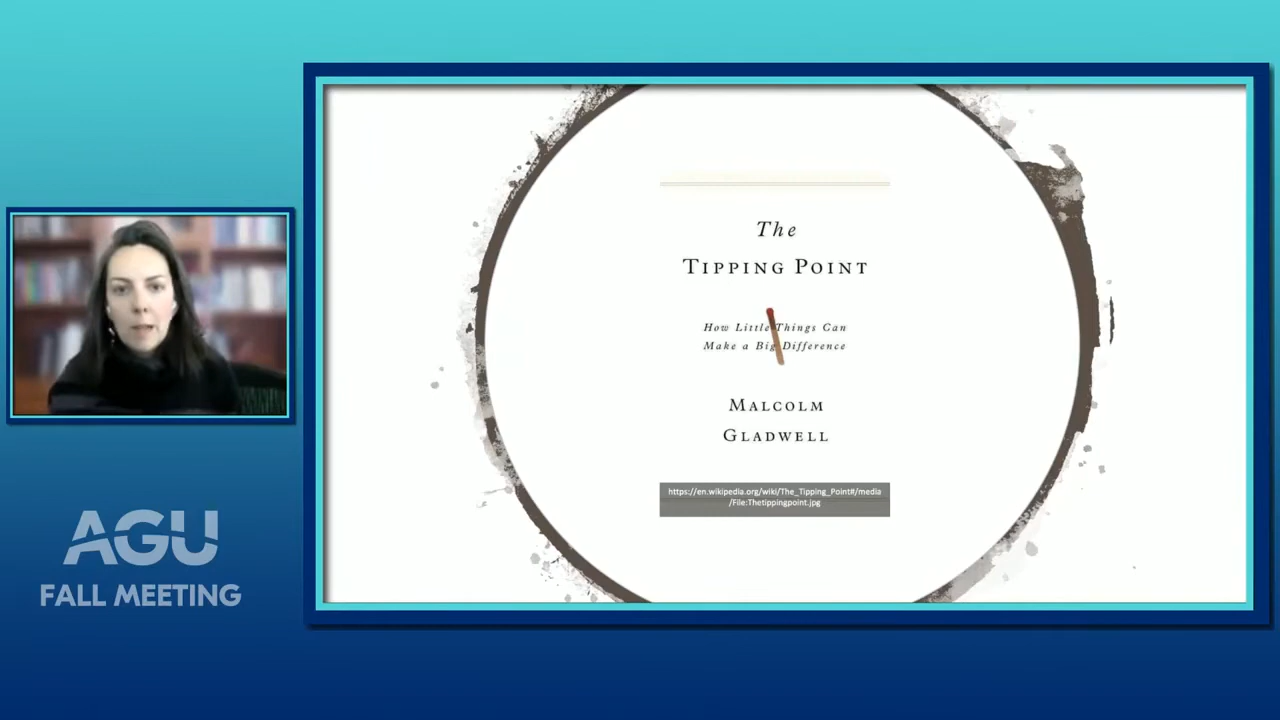 The
TIPPING POINT
How Little Things Can
Make a Big Difference
MALCOLM
GLADWELL
https://en.wikipedia.org/wiki/The_Tipping_Point#/media
/File:Thetippingpoint.jpg
AGU
FALL MEETING